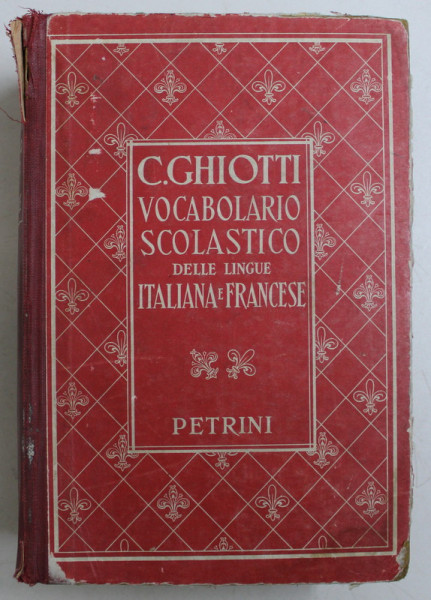 C.GHIOTTI
VOCABOLARIO
SCOLASTICO
DELLE LINGUE
ITALIANA E FRANCESE
PETRINI